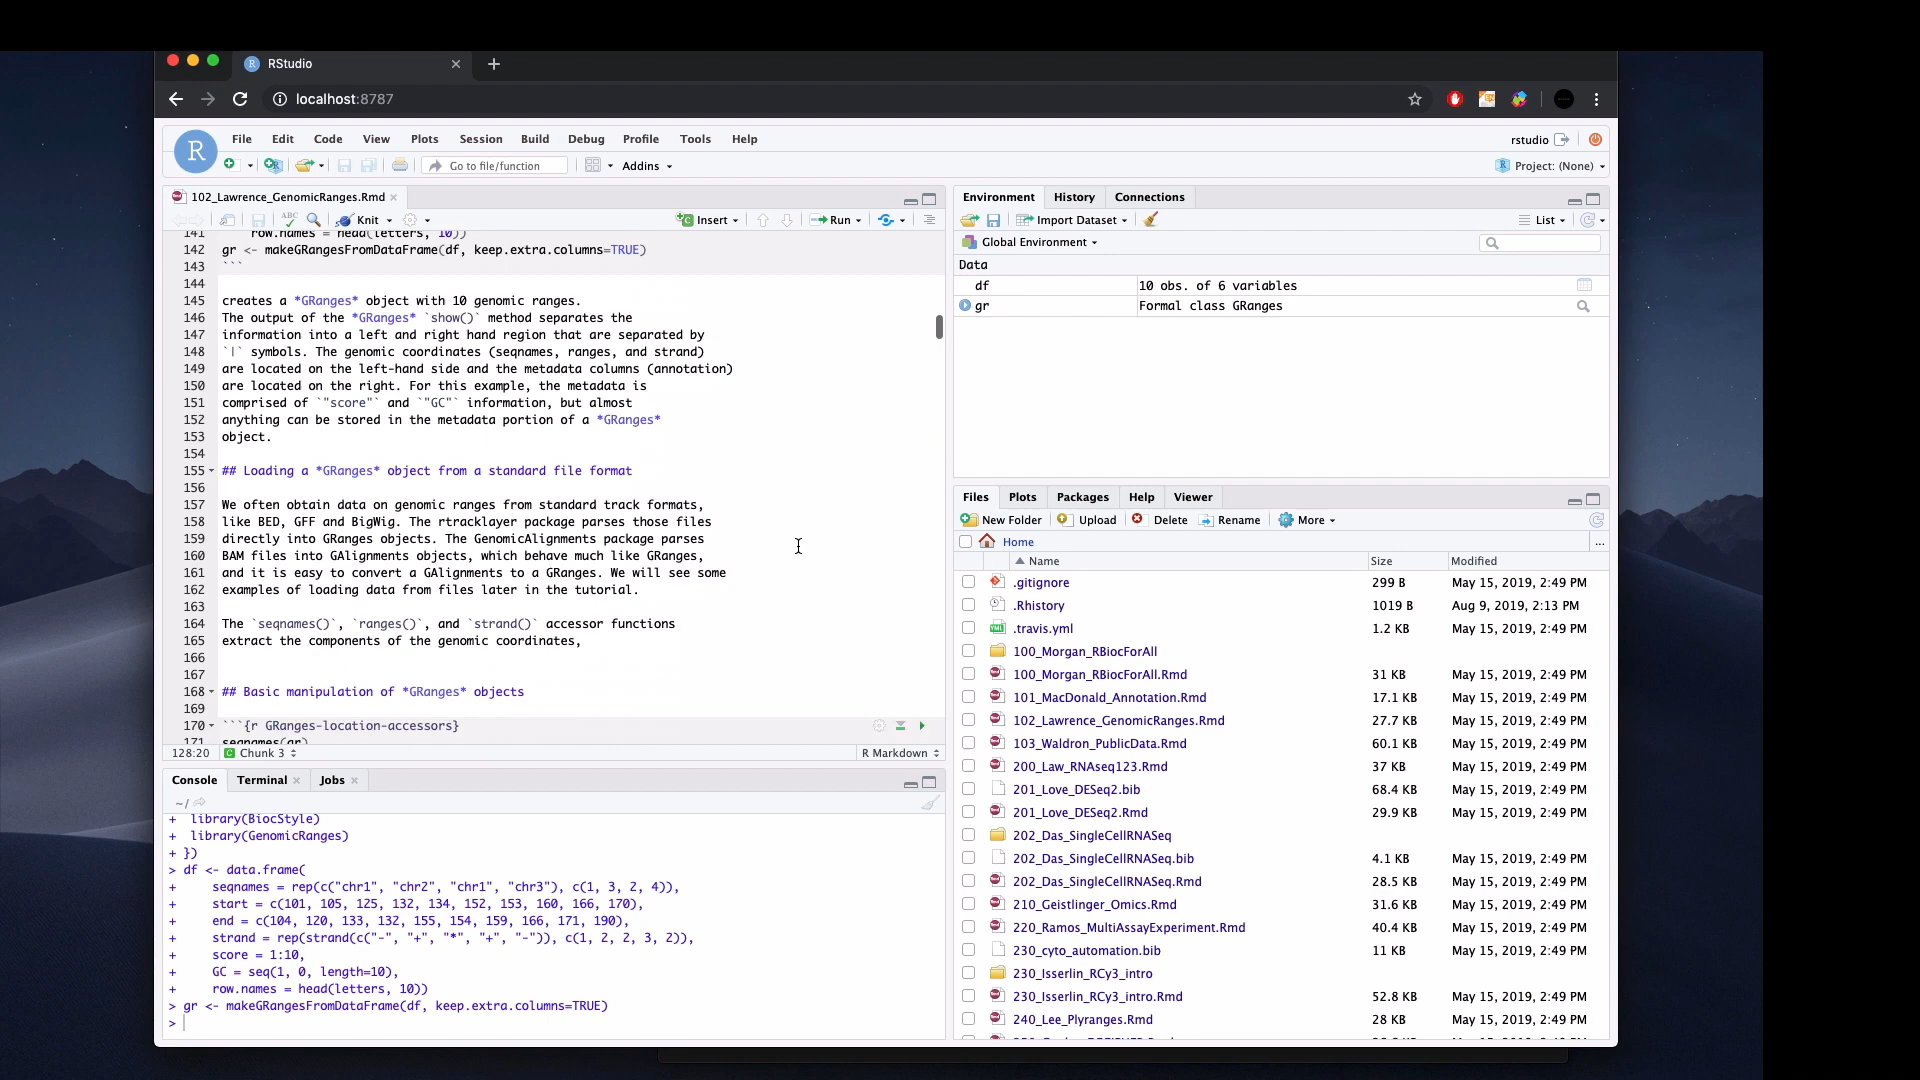 RStudio
localhost:8787
R
File Edit Code View Plots Session Build Debug Profile Tools Help
rstudio
Go to file/function
Addins
Project: (None)
102_Lawrence_GenomicRanges.Rmd
ABC
Knit
Insert
Run
141 row.names = head(letters, 10))
142 gr <- makeGRangesFromDataFrame(df, keep.extra.columns=TRUE)
143 ```
144
145 creates a *GRanges* object with 10 genomic ranges.
146 The output of the *GRanges* `show()` method separates the
147 information into a left and right hand region that are separated by
148 `|` symbols. The genomic coordinates (seqnames, ranges, and strand)
149 are located on the left-hand side and the metadata columns (annotation)
150 are located on the right. For this example, the metadata is
151 comprised of `"score"` and `"GC"` information, but almost
152 anything can be stored in the metadata portion of a *GRanges*
153 object.
154
155 ## Loading a *GRanges* object from a standard file format
156
157 We often obtain data on genomic ranges from standard track formats,
158 like BED, GFF and BigWig. The rtracklayer package parses those files
159 directly into GRanges objects. The GenomicAlignments package parses
160 BAM files into GAlignments objects, which behave much like GRanges,
161 and it is easy to convert a GAlignments to a GRanges. We will see some
162 examples of loading data from files later in the tutorial.
163
164 The `seqnames()`, `ranges()`, and `strand()` accessor functions
165 extract the components of the genomic coordinates,
166
167
168 ## Basic manipulation of *GRanges* objects
169
170 ```{r GRanges-location-accessors}
171 seqnames(gr)
128:20 Chunk 3 R Markdown
Console Terminal Jobs
~/
+ library(BiocStyle)
+ library(GenomicRanges)
+ })
> df <- data.frame(
+ seqnames = rep(c("chr1", "chr2", "chr1", "chr3"), c(1, 3, 2, 4)),
+ start = c(101, 105, 125, 132, 134, 152, 153, 160, 166, 170),
+ end = c(104, 120, 133, 132, 155, 154, 159, 166, 171, 190),
+ strand = rep(strand(c("-", "+", "*", "+", "-")), c(1, 2, 2, 3, 2)),
+ score = 1:10,
+ GC = seq(1, 0, length=10),
+ row.names = head(letters, 10))
> gr <- makeGRangesFromDataFrame(df, keep.extra.columns=TRUE)
>
Environment History Connections
Import Dataset
List
Global Environment
Data
df 10 obs. of 6 variables
gr Formal class GRanges
Files Plots Packages Help Viewer
New Folder Upload Delete Rename More
Home
...
Name Size Modified
.gitignore 299 B May 15, 2019, 2:49 PM
.Rhistory 1019 B Aug 9, 2019, 2:13 PM
.travis.yml 1.2 KB May 15, 2019, 2:49 PM
100_Morgan_RBiocForAll
100_Morgan_RBiocForAll.Rmd 31 KB May 15, 2019, 2:49 PM
101_MacDonald_Annotation.Rmd 17.1 KB May 15, 2019, 2:49 PM
102_Lawrence_GenomicRanges.Rmd 27.7 KB May 15, 2019, 2:49 PM
103_Waldron_PublicData.Rmd 60.1 KB May 15, 2019, 2:49 PM
200_Law_RNAseq123.Rmd 37 KB May 15, 2019, 2:49 PM
201_Love_DESeq2.bib 68.4 KB May 15, 2019, 2:49 PM
201_Love_DESeq2.Rmd 29.9 KB May 15, 2019, 2:49 PM
202_Das_SingleCellRNASeq
202_Das_SingleCellRNASeq.bib 4.1 KB May 15, 2019, 2:49 PM
202_Das_SingleCellRNASeq.Rmd 28.5 KB May 15, 2019, 2:49 PM
210_Geistlinger_Omics.Rmd 31.6 KB May 15, 2019, 2:49 PM
220_Ramos_MultiAssayExperiment.Rmd 40.4 KB May 15, 2019, 2:49 PM
230_cyto_automation.bib 11 KB May 15, 2019, 2:49 PM
230_Isserlin_RCy3_intro
230_Isserlin_RCy3_intro.Rmd 52.8 KB May 15, 2019, 2:49 PM
240_Lee_Plyranges.Rmd 28 KB May 15, 2019, 2:49 PM